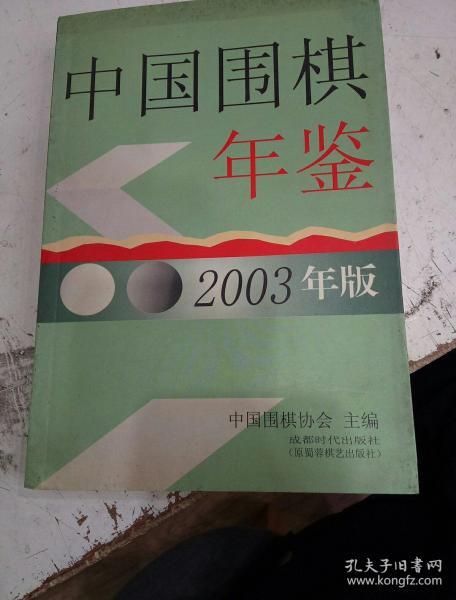 中国围棋
年鉴
2003年版
中国围棋协会 主编
成都时代出版社
(原蜀蓉棋艺出版社)
孔夫子旧书网
www.kongfz.com